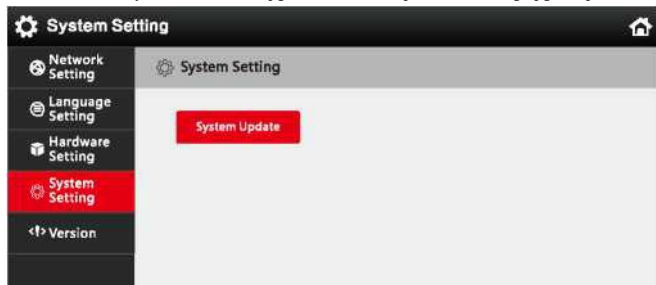 System Setting
Network
Setting
System Setting
Language
Setting
System Update
Hardware
Setting
System
Setting
Version